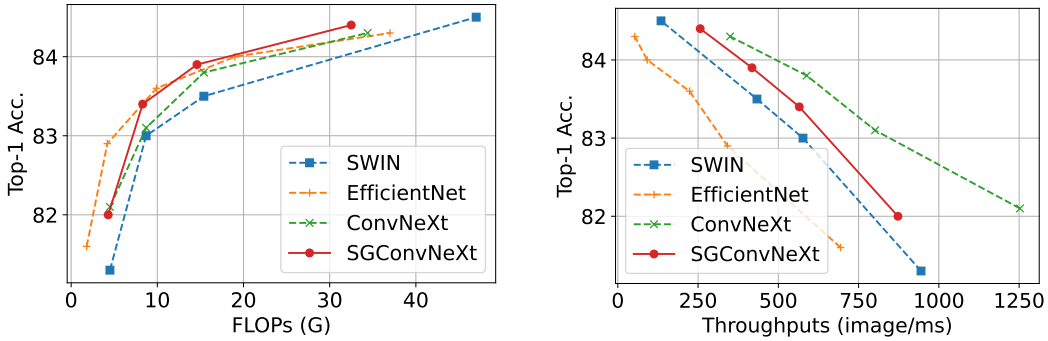 Top-1 Acc.
84
83
82
SWIN
EfficientNet
ConvNeXt
SGConvNeXt
0 10 20 30 40
FLOPs (G)
Top-1 Acc.
84
83
82
SWIN
EfficientNet
ConvNeXt
SGConvNeXt
0 250 500 750 1000 1250
Throughputs (image/ms)